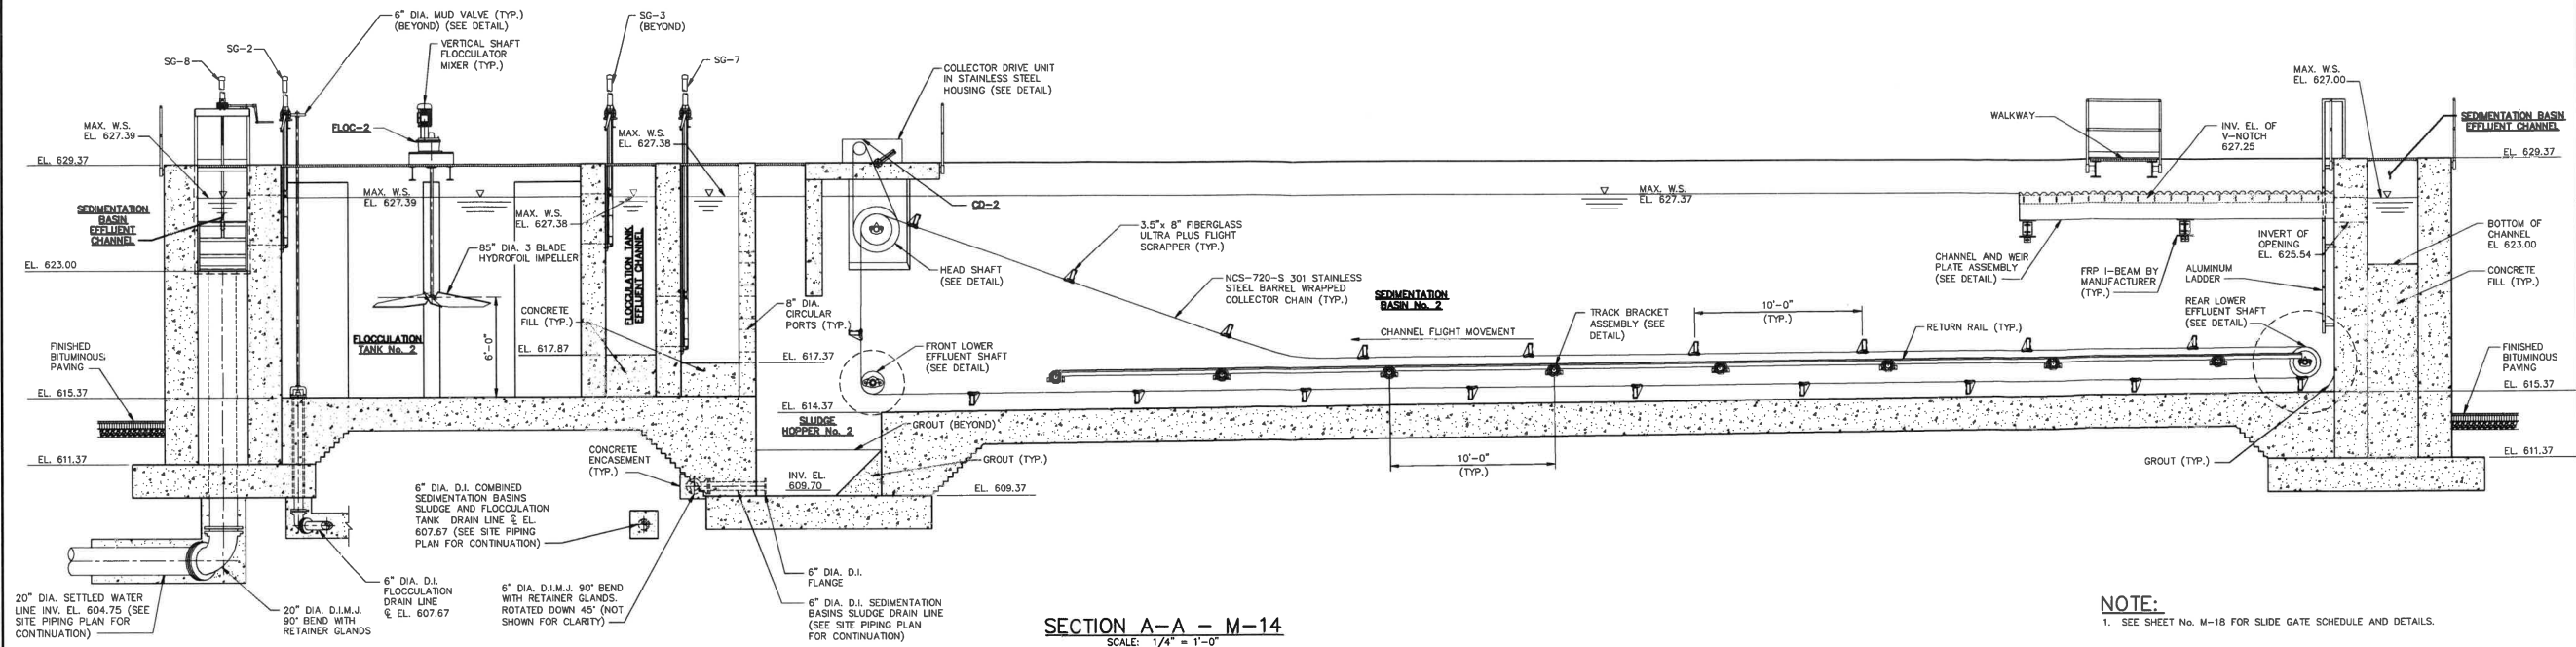 6" DIA. MUD VALVE (TYP.)
(BEYOND) (SEE DETAIL)
SG-3
(BEYOND)
SG-2
VERTICAL SHAFT
FLOCCULATOR
MIXER (TYP.)
SG-8
SG-7
COLLECTOR DRIVE UNIT
IN STAINLESS STEEL
HOUSING (SEE DETAIL)
MAX. W.S.
EL. 627.00
WALKWAY
INV. EL. OF
V-NOTCH
627.25
SEDIMENTATION BASIN
EFFLUENT CHANNEL
MAX. W.S.
EL. 627.39
FLOC-2
MAX. W.S.
EL. 627.38
EL. 629.37
EL. 629.37
MAX. W.S.
EL. 627.39
MAX. W.S.
EL. 627.37
CD-2
SEDIMENTATION
BASIN
EFFLUENT
CHANNEL
MAX. W.S.
EL. 627.38
FLOCCULATION TANK
EFFLUENT CHANNEL
85" DIA. 3 BLADE
HYDROFOIL IMPELLER
3.5"x 8" FIBERGLASS
ULTRA PLUS FLIGHT
SCRAPPER (TYP.)
INVERT OF
OPENING
EL. 625.54
BOTTOM OF
CHANNEL
EL 623.00
EL. 623.00
HEAD SHAFT
(SEE DETAIL)
NCS-720-S 301 STAINLESS
STEEL BARREL WRAPPED
COLLECTOR CHAIN (TYP.)
CHANNEL AND WEIR
PLATE ASSEMBLY
(SEE DETAIL)
FRP I-BEAM BY
MANUFACTURER
(TYP.)
ALUMINUM
LADDER
CONCRETE
FILL (TYP.)
CONCRETE
FILL (TYP.)
8" DIA.
CIRCULAR
PORTS (TYP.)
SEDIMENTATION
BASIN No. 2
10'-0"
(TYP.)
TRACK BRACKET
ASSEMBLY (SEE
DETAIL)
RETURN RAIL (TYP.)
REAR LOWER
EFFLUENT SHAFT
(SEE DETAIL)
CHANNEL FLIGHT MOVEMENT
FLOCCULATION
TANK No. 2
6'-0"
EL. 617.87
EL. 617.37
FRONT LOWER
EFFLUENT SHAFT
(SEE DETAIL)
FINISHED
BITUMINOUS
PAVING
FINISHED
BITUMINOUS
PAVING
EL. 615.37
EL. 615.37
EL. 614.37
SLUDGE
HOPPER No. 2
GROUT (BEYOND)
GROUT (TYP.)
CONCRETE
ENCASEMENT
(TYP.)
EL. 611.37
EL. 611.37
10'-0"
(TYP.)
GROUT (TYP.)
INV. EL.
609.70
EL. 609.37
6" DIA. D.I. COMBINED
SEDIMENTATION BASINS
SLUDGE AND FLOCCULATION
TANK DRAIN LINE ℄ EL.
607.67 (SEE SITE PIPING
PLAN FOR CONTINUATION)
20" DIA. SETTLED WATER
LINE INV. EL. 604.75 (SEE
SITE PIPING PLAN FOR
CONTINUATION)
20" DIA. D.I.M.J.
90° BEND WITH
RETAINER GLANDS
6" DIA. D.I.
FLOCCULATION
DRAIN LINE
℄ EL. 607.67
6" DIA. D.I.M.J. 90° BEND
WITH RETAINER GLANDS.
ROTATED DOWN 45° (NOT
SHOWN FOR CLARITY)
6" DIA. D.I.
FLANGE
6" DIA. D.I. SEDIMENTATION
BASINS SLUDGE DRAIN LINE
(SEE SITE PIPING PLAN
FOR CONTINUATION)
SECTION A-A - M-14
SCALE: 1/4" = 1'-0"
NOTE:
1. SEE SHEET No. M-18 FOR SLIDE GATE SCHEDULE AND DETAILS.